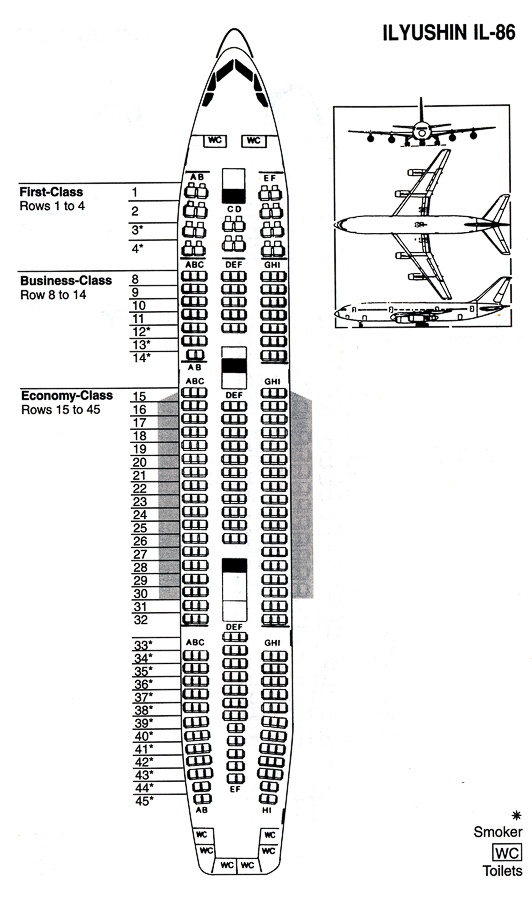 ILYUSHIN IL-86
WC WC
AB EF
First-Class
Rows 1 to 4
1
CD
2
3*
4*
ABC DEF GHI
Business-Class
Row 8 to 14
8
9
10
11
12*
13*
14*
AB
ABC GHI
Economy-Class
Rows 15 to 45
15
DEF
16
17
18
19
20
21
22
23
24
25
26
27
28
29
30
31
32
DEF
33*
ABC GHI
34*
35*
36*
37*
38*
39*
40*
41*
42*
43*
44*
EF
45*
AB HI
WC WC
WC WC
WC WC
*
Smoker
WC
Toilets